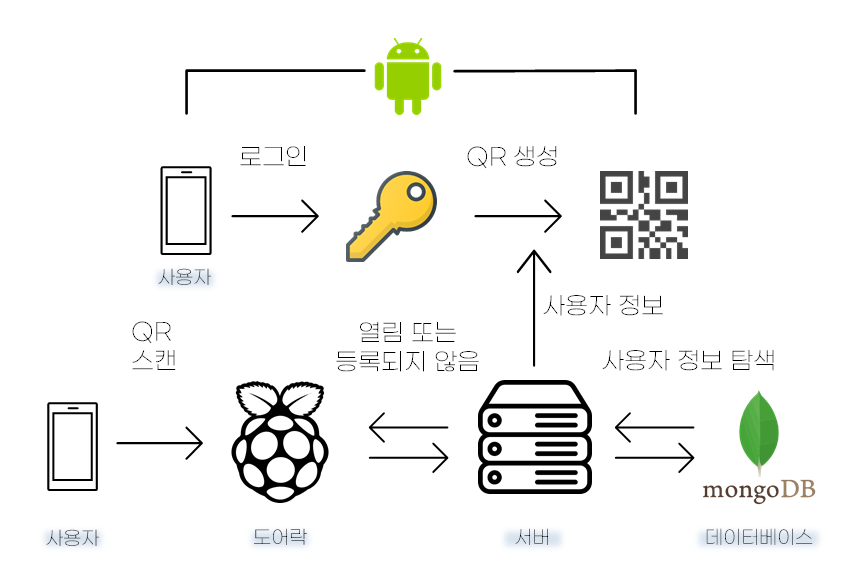 로그인
QR 생성
사용자
사용자 정보
QR
스캔
열림 또는
등록되지 않음
사용자 정보 탐색
mongoDB
사용자
도어락
서버
데이터베이스